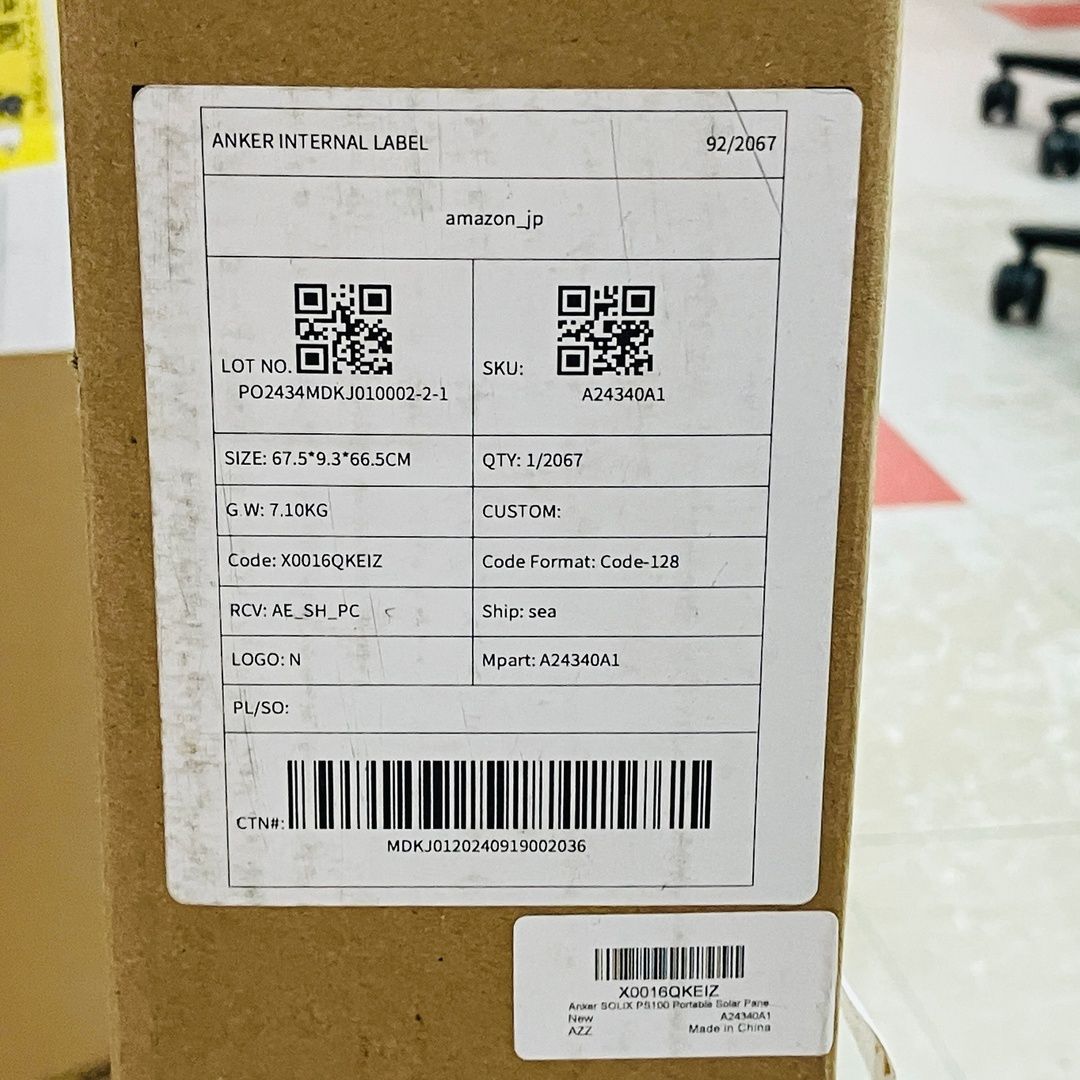 ANKER INTERNAL LABEL 92/2067
amazon_jp
LOT NO.
PO2434MDKJ010002-2-1
SKU:
A24340A1
SIZE: 67.5*9.3*66.5CM
QTY: 1/2067
G.W: 7.10KG
CUSTOM:
Code: X0016QKEIZ
Code Format: Code-128
RCV: AE_SH_PC
Ship: sea
LOGO: N
Mpart: A24340A1
PL/SO:
CTN#:
MDKJ0120240919002036
X0016QKEIZ
Anker SOLIX PS100 Portable Solar Pane...
New A24340A1
AZZ Made in China